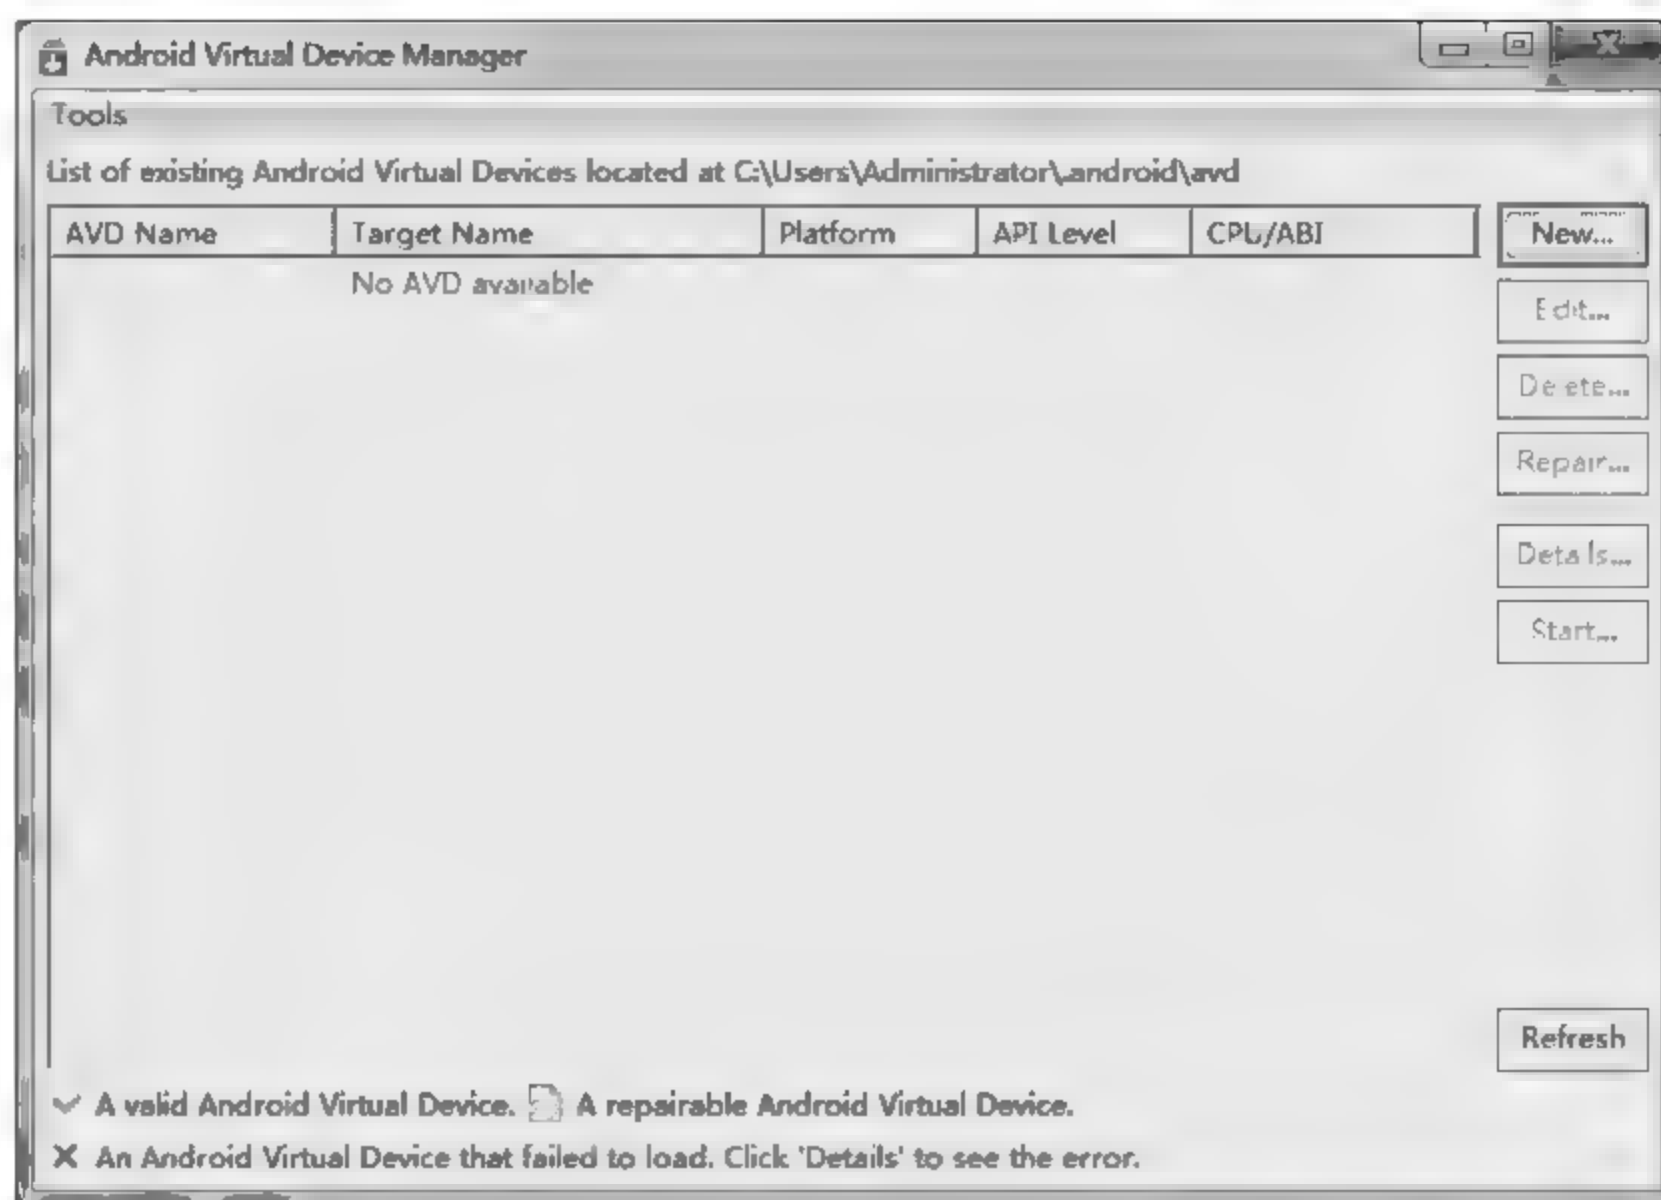 Android Virtual Device Manager
Tools
List of existing Android Virtual Devices located at C:\Users\Administrator\.android\avd
AVD Name Target Name Platform API Level CPU/ABI New...
No AVD available
Edit...
Delete...
Repair...
Details...
Start...
Refresh
A valid Android Virtual Device. A repairable Android Virtual Device.
An Android Virtual Device that failed to load. Click 'Details' to see the error.